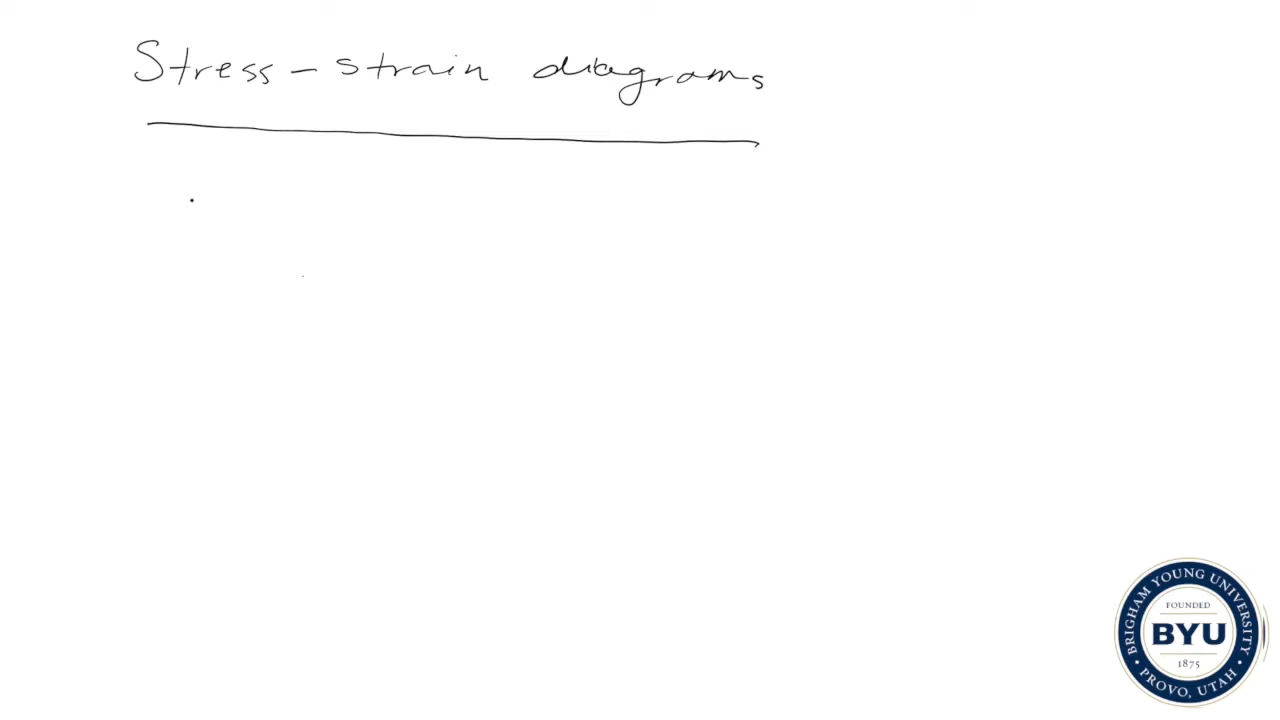 Stress - strain diagrams
BRIGHAM YOUNG UNIVERSITY
FOUNDED
BYU
1875
PROVO, UTAH